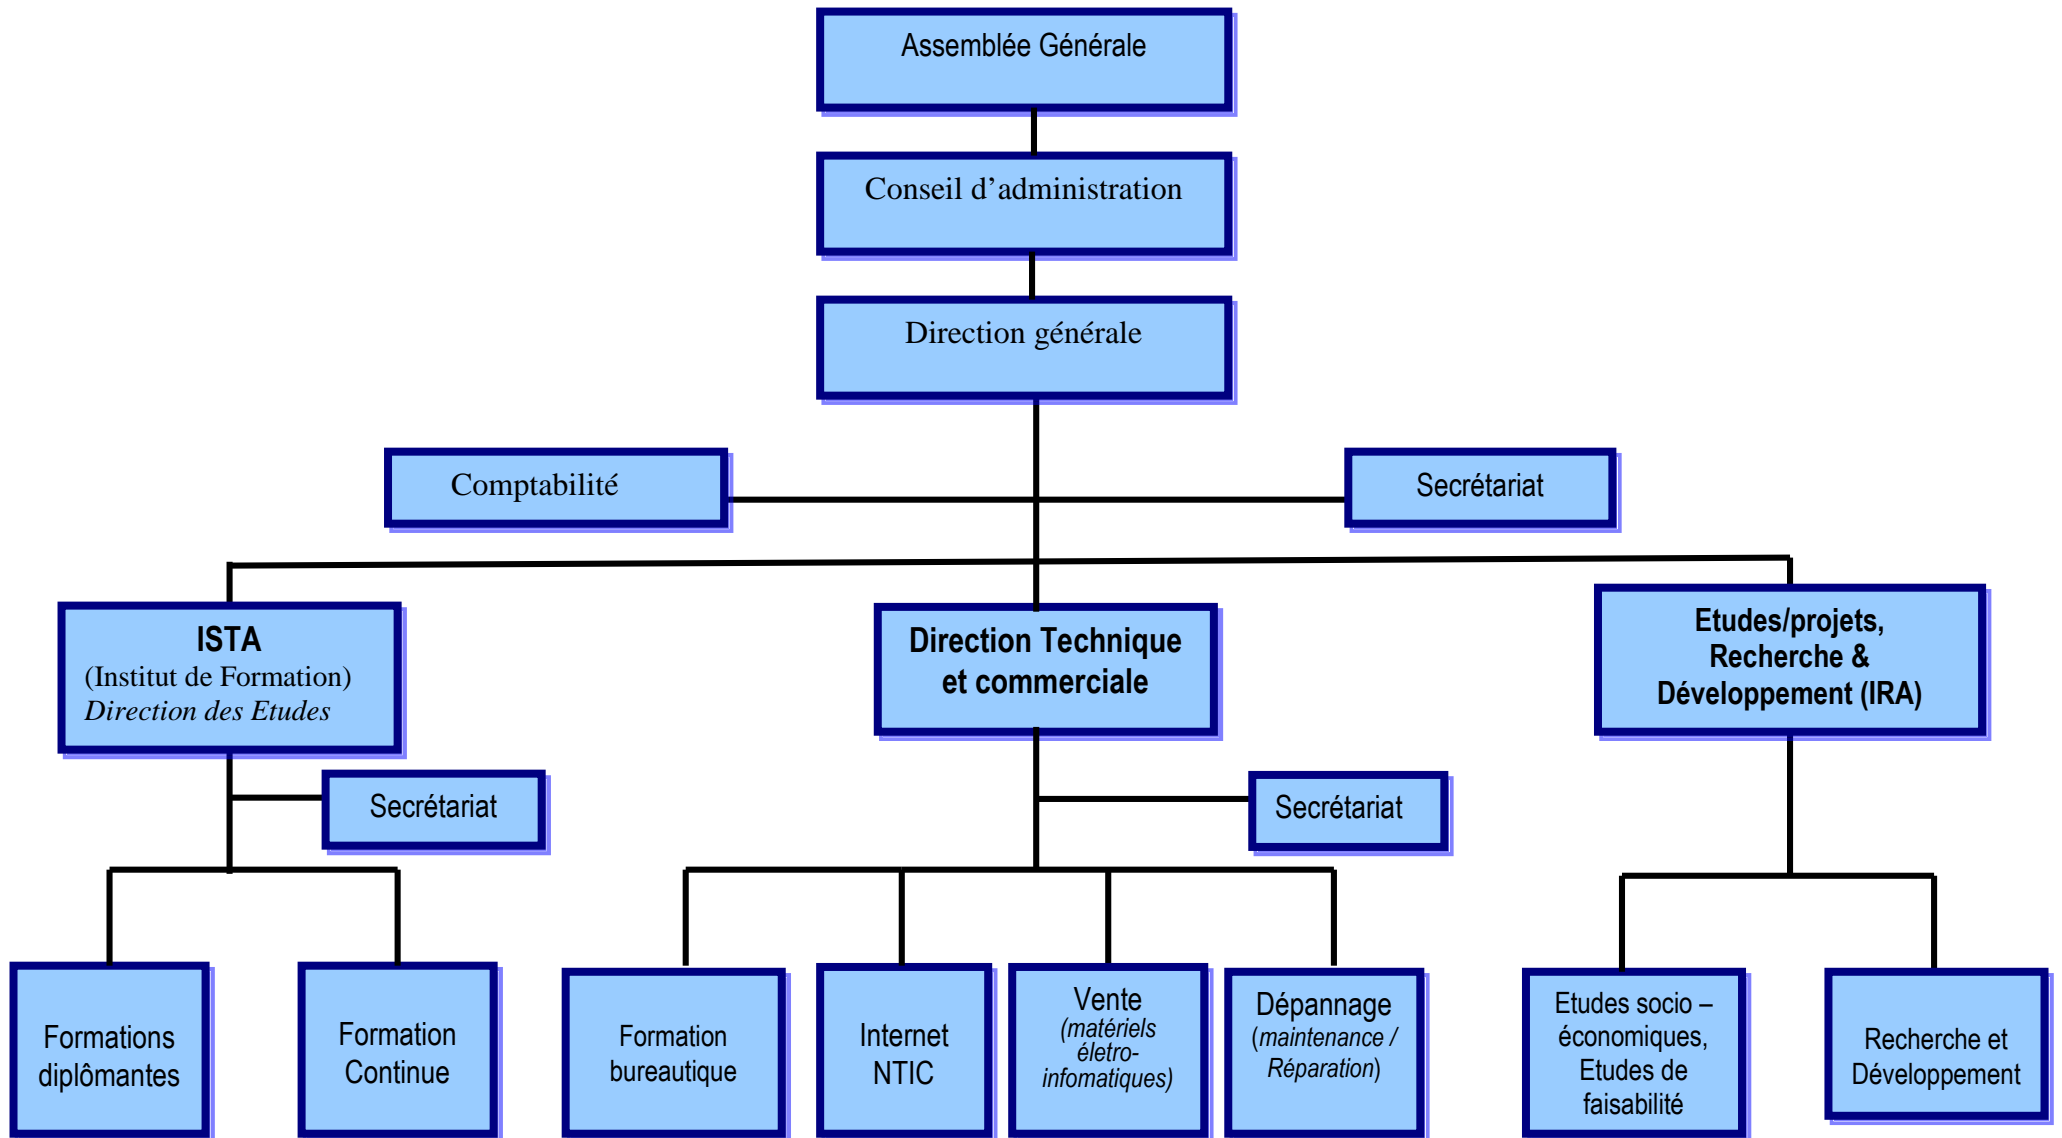 Assemblée Générale
Conseil d’administration
Direction générale
Comptabilité
Secrétariat
ISTA
(Institut de Formation)
Direction des Etudes
Direction Technique
et commerciale
Etudes/projets,
Recherche &
Développement (IRA)
Secrétariat
Secrétariat
Formations
diplômantes
Formation
Continue
Formation
bureautique
Internet
NTIC
Vente
(matériels
életro-
infomatiques)
Dépannage
(maintenance /
Réparation)
Etudes socio –
économiques,
Etudes de
faisabilité
Recherche et
Développement